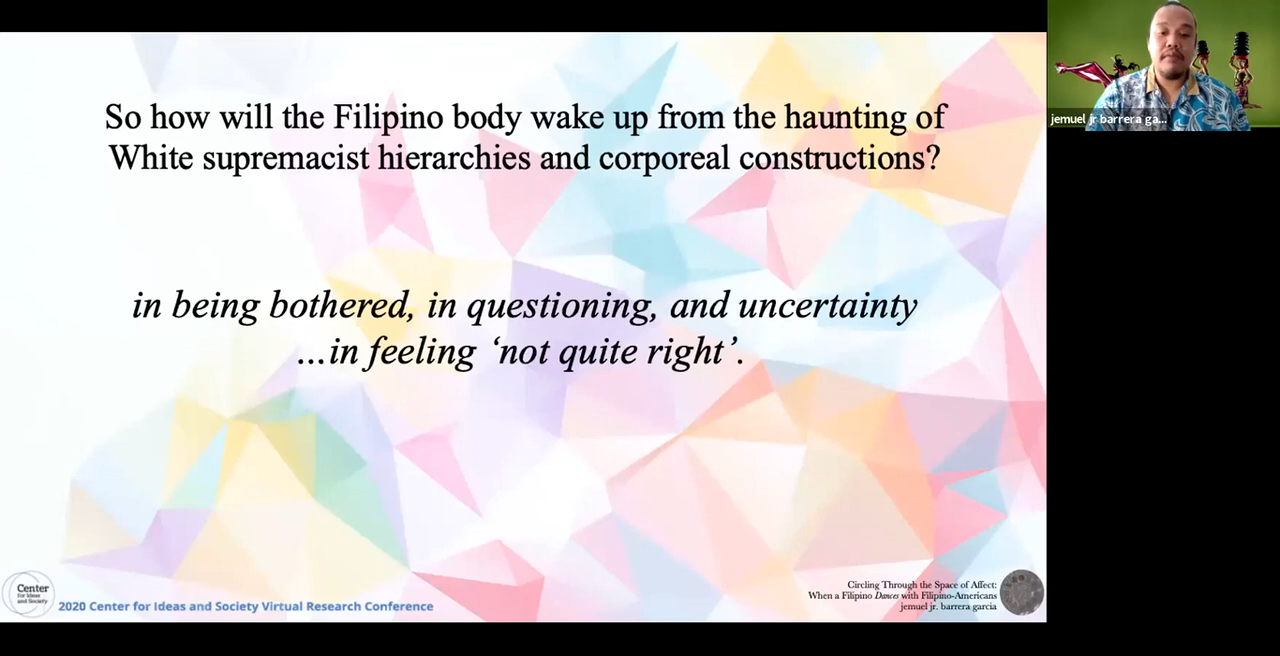 So how will the Filipino body wake up from the haunting of
White supremacist hierarchies and corporeal constructions?
in being bothered, in questioning, and uncertainty
...in feeling ‘not quite right’.
jemuel jr barrera ga...
Center
for Ideas
and Society
2020 Center for Ideas and Society Virtual Research Conference
Circling Through the Space of Affect:
When a Filipino Dances with Filipino-Americans
jemuel jr. barrera garcia